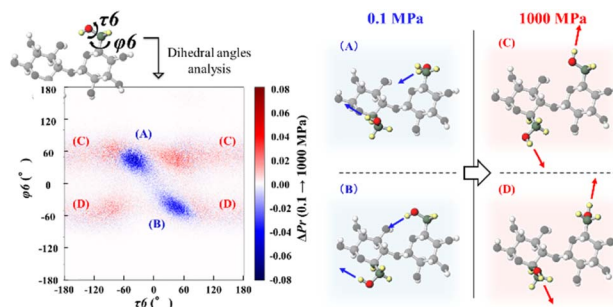 τ6
φ6
Dihedral angles
analysis
180
120
60
0
-60
-120
-180
φ6 (°)
(A)
(C)
(C)
(D)
(D)
(B)
-180
-120
-60
0
60
120
180
τ6 (°)
0.08
0.06
0.04
0.02
0.00
-0.02
-0.04
-0.06
-0.08
ΔPr (0.1 → 1000 MPa)
0.1 MPa
1000 MPa
(A)
(C)
(B)
(D)